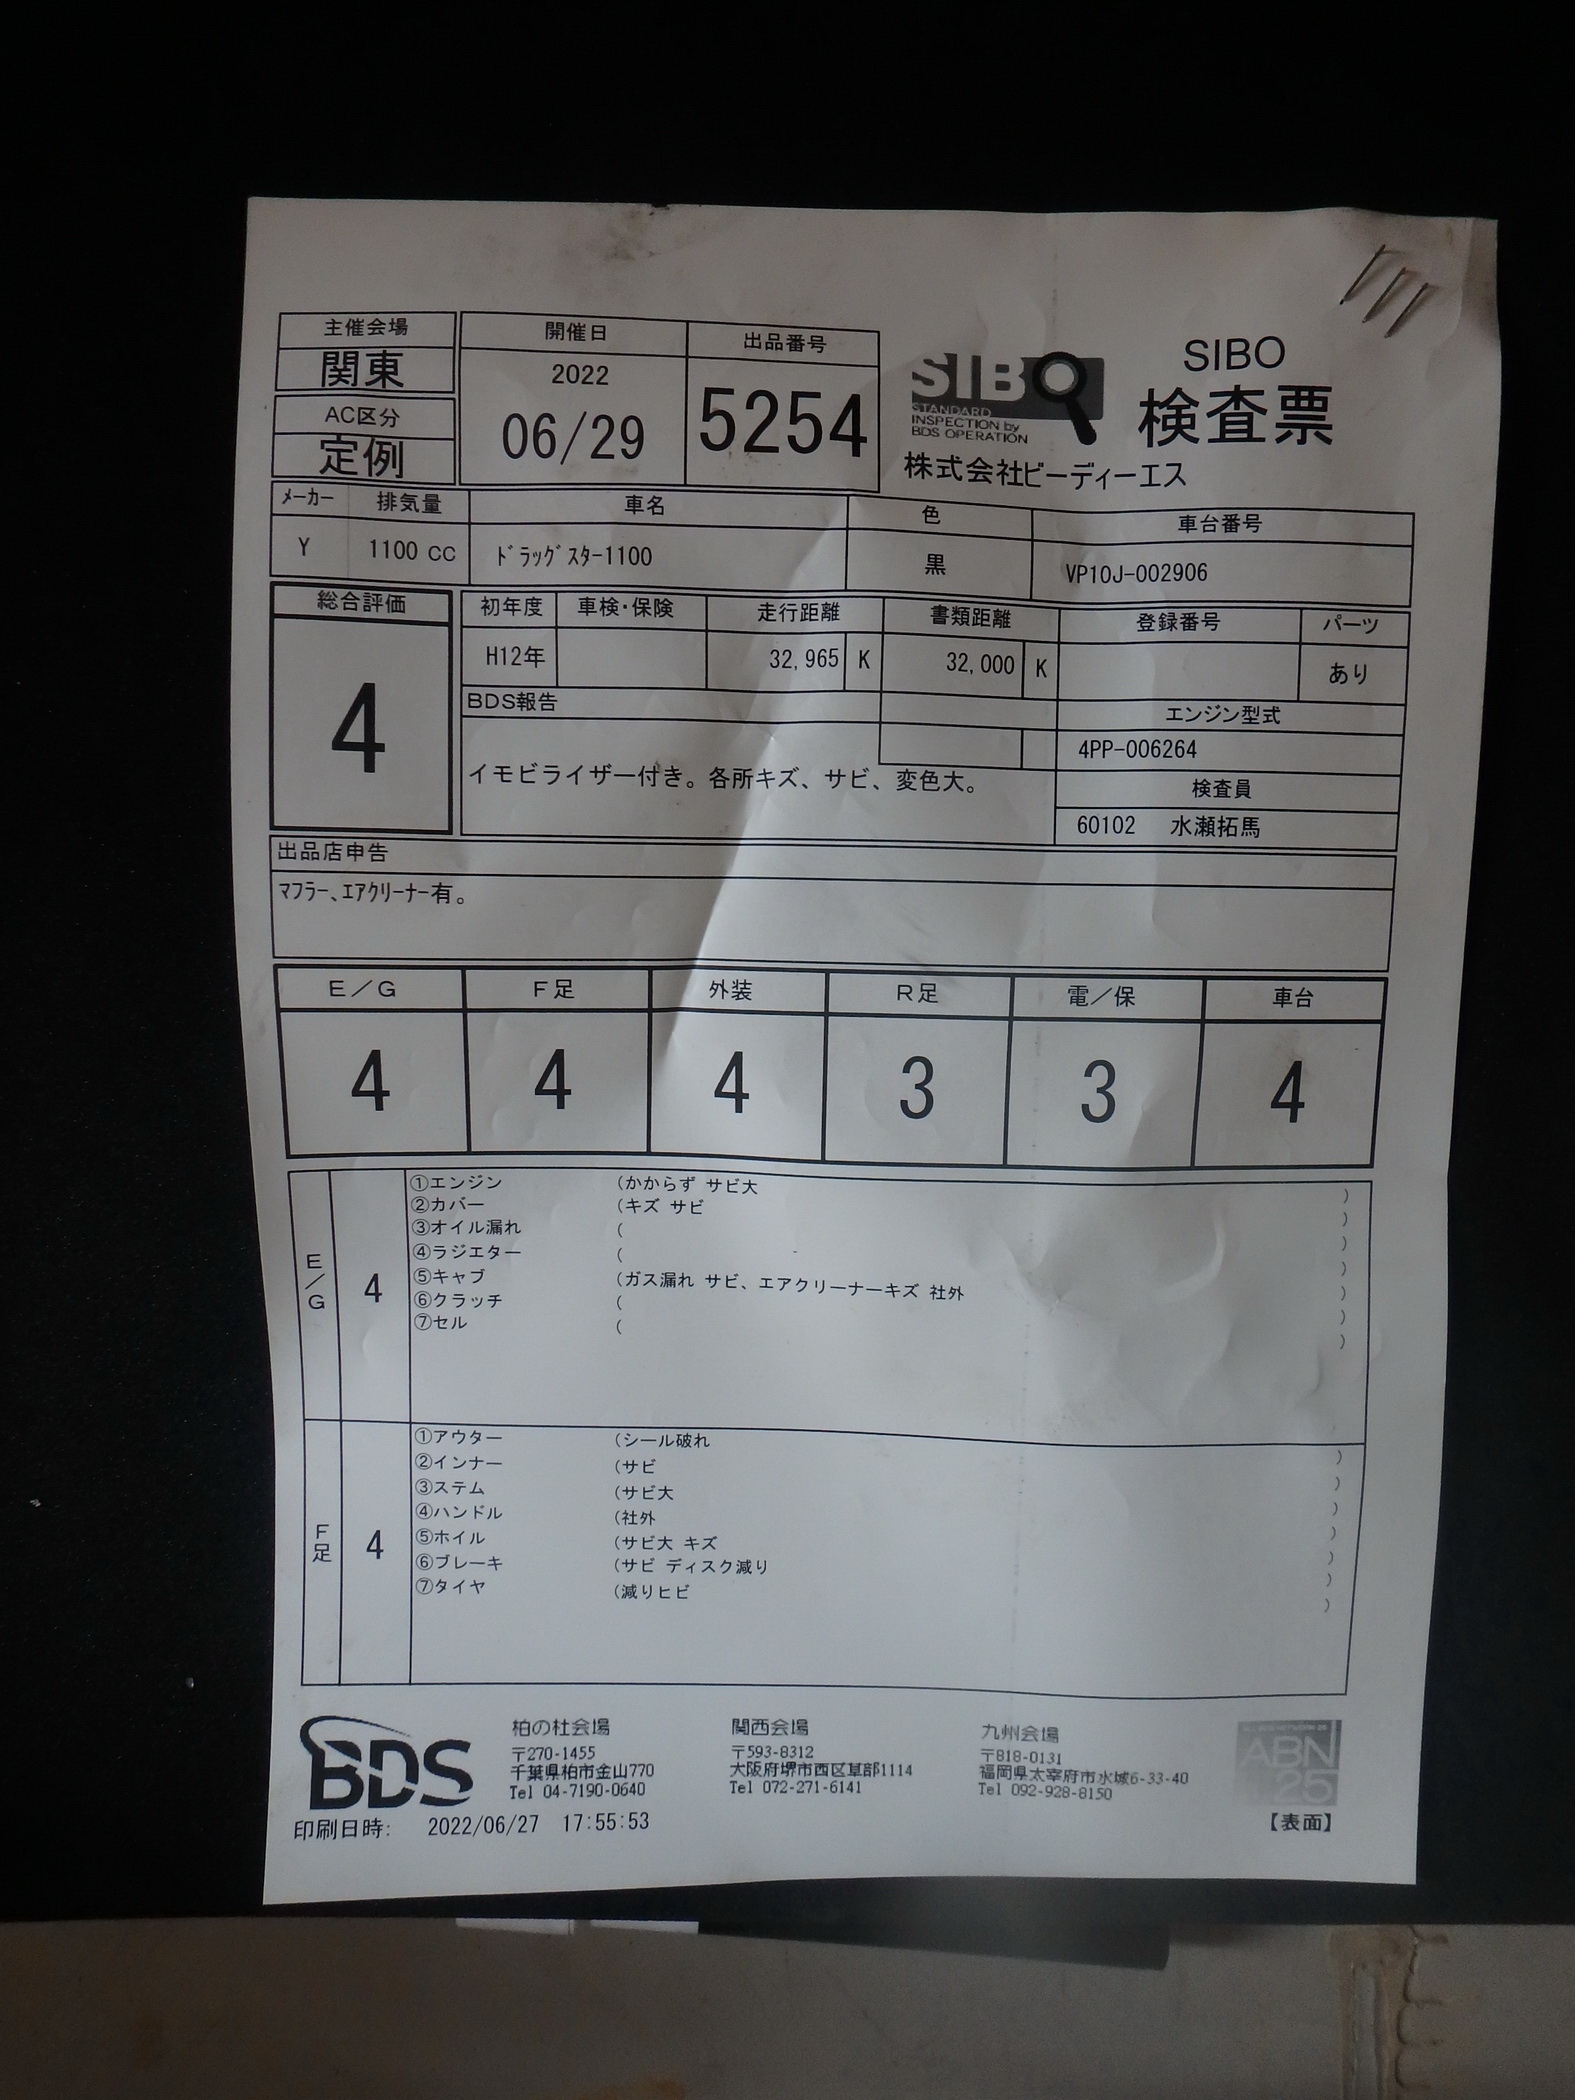 主催会場
開催日
出品番号
関東
2022
06/29
5254
AC区分
定例
SIBO
STANDARD
INSPECTION by
BDS OPERATION
SIBO
検査票
株式会社ビーディーエス
ﾒｰｶｰ 排気量 車名 色 車台番号
Y 1100 CC ﾄﾞﾗｯｸﾞｽﾀｰ1100 黒 VP10J-002906
総合評価 初年度 車検・保険 走行距離 書類距離 登録番号 パーツ
4
H12年 32,965 K 32,000 K あり
BDS報告
エンジン型式
4PP-006264
イモビライザー付き。各所キズ、サビ、変色大。
検査員
60102 水瀬拓馬
出品店申告
ﾏﾌﾗｰ、ｴｱｸﾘｰﾅｰ有。
E/G F足 外装 R足 電/保 車台
4 4 4 3 3 4
E/G 4
①エンジン (かからず サビ大 )
②カバー (キズ サビ )
③オイル漏れ ( )
④ラジエター ( )
⑤キャブ (ガス漏れ サビ、エアクリーナーキズ 社外 )
⑥クラッチ ( )
⑦セル ( )
F足 4
①アウター (シール破れ )
②インナー (サビ )
③ステム (サビ大 )
④ハンドル (社外 )
⑤ホイル (サビ大 キズ )
⑥ブレーキ (サビ ディスク減り )
⑦タイヤ (減りヒビ )
BDS
柏の杜会場
〒270-1455
千葉県柏市金山770
Tel 04-7190-0640
関西会場
〒593-8312
大阪府堺市西区草部1114
Tel 072-271-6141
九州会場
〒818-0131
福岡県太宰府市水城6-33-40
Tel 092-928-8150
ABN
25
印刷日時: 2022/06/27 17:55:53
【表面】